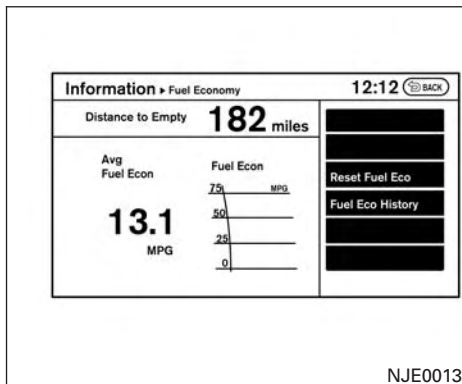 Information ▸ Fuel Economy 12:12 BACK
Distance to Empty 182 miles
Avg
Fuel Econ
13.1
MPG
Fuel Econ
75 MPG
50
25
0
Reset Fuel Eco
Fuel Eco History
NJE0013